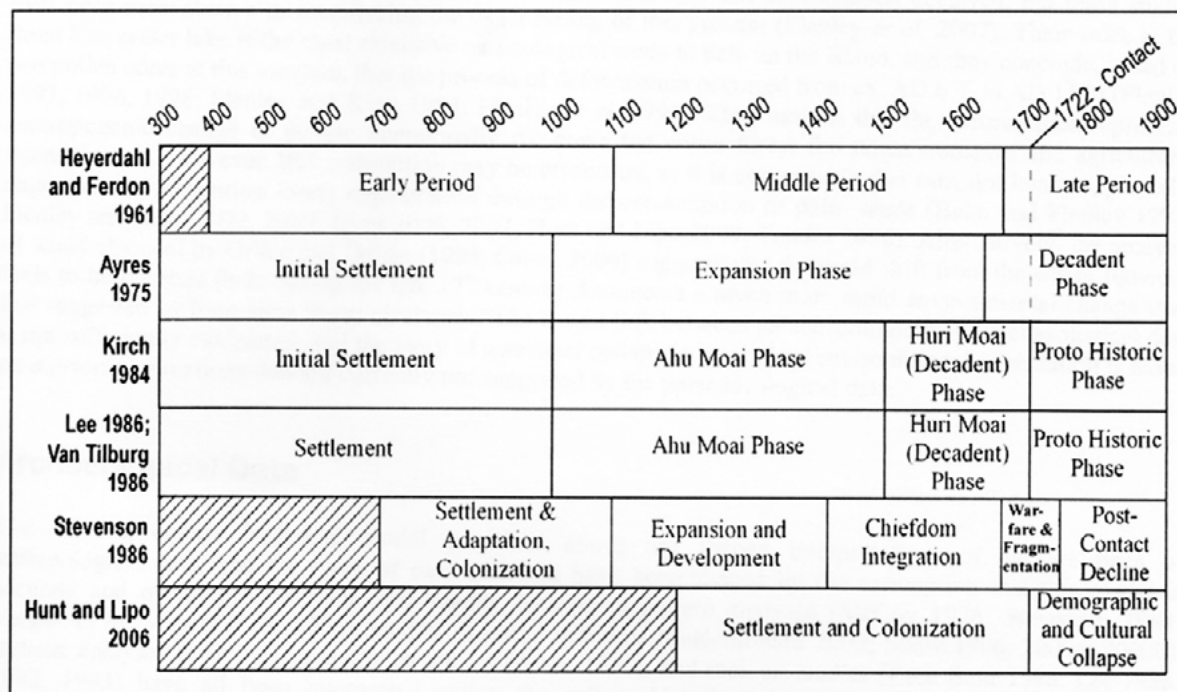 1722 - Contact
300 400 500 600 700 800 900 1000 1100 1200 1300 1400 1500 1600 1700 1800 1900
Heyerdahl
and Ferdon
1961
Early Period
Middle Period
Late Period
Ayres
1975
Initial Settlement
Expansion Phase
Decadent
Phase
Kirch
1984
Initial Settlement
Ahu Moai Phase
Huri Moai
(Decadent)
Phase
Proto Historic
Phase
Lee 1986;
Van Tilburg
1986
Settlement
Ahu Moai Phase
Huri Moai
(Decadent)
Phase
Proto Historic
Phase
Stevenson
1986
Settlement &
Adaptation,
Colonization
Expansion and
Development
Chiefdom
Integration
War-
fare &
Fragm-
entation
Post-
Contact
Decline
Hunt and Lipo
2006
Settlement and Colonization
Demographic
and Cultural
Collapse